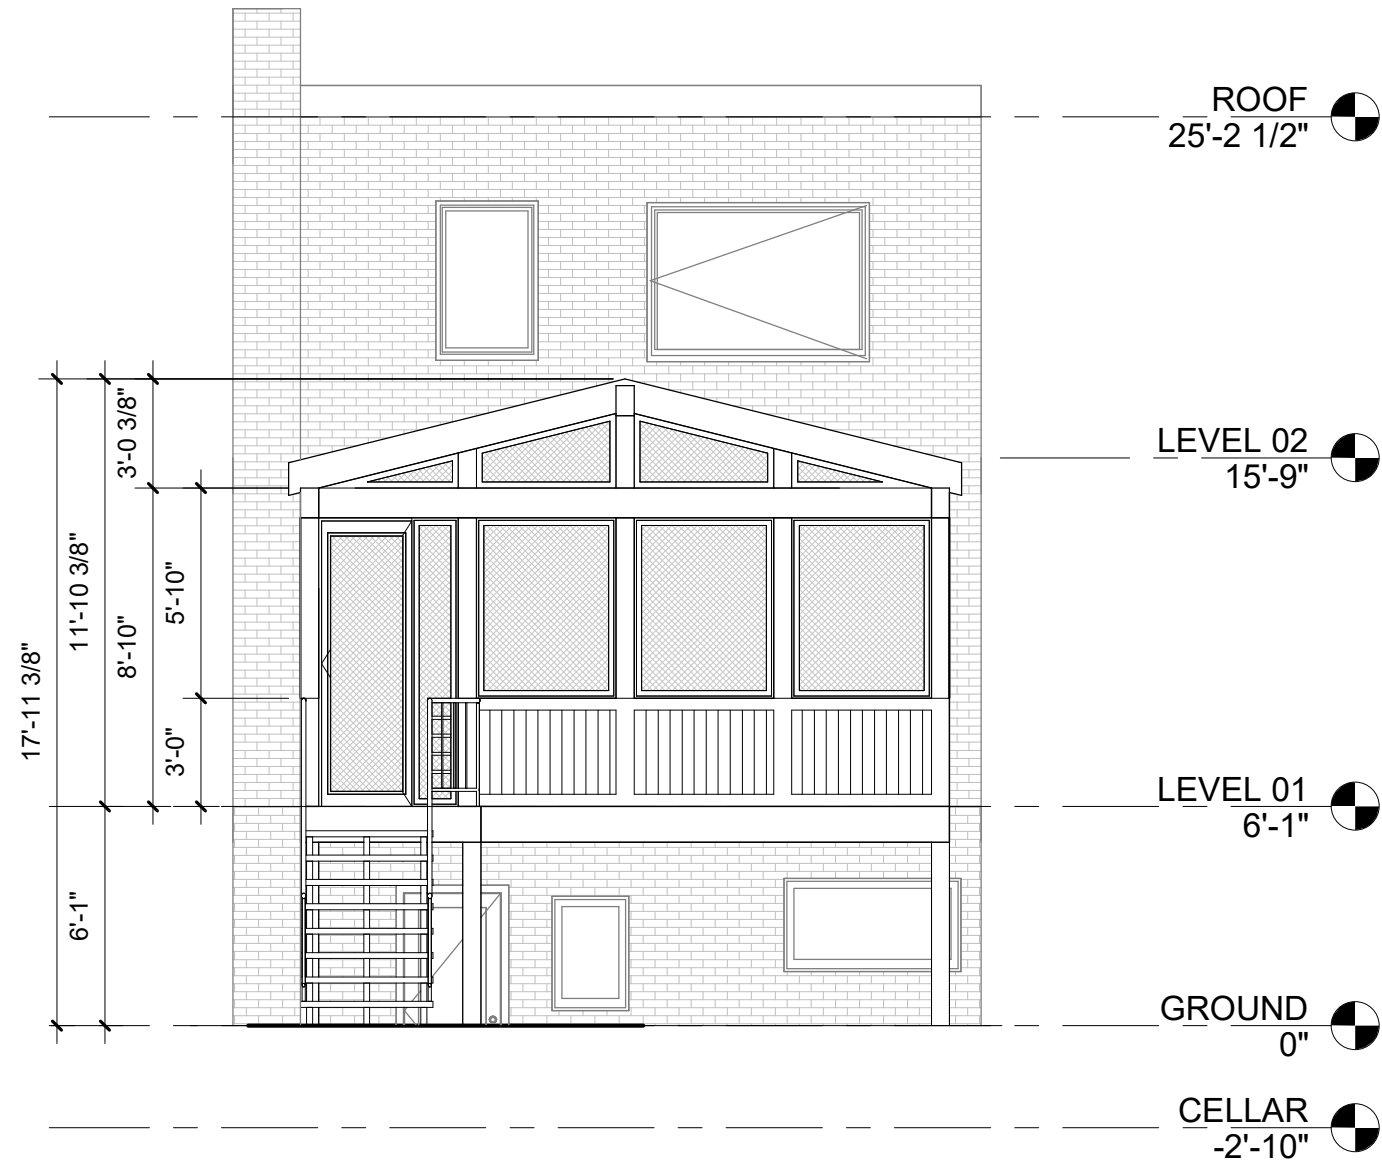 ROOF
25'-2 1/2"
LEVEL 02
15'-9"
LEVEL 01
6'-1"
GROUND
0"
CELLAR
-2'-10"
17'-11 3/8"
11'-10 3/8"
6'-1"
3'-0 3/8"
8'-10"
5'-10"
3'-0"